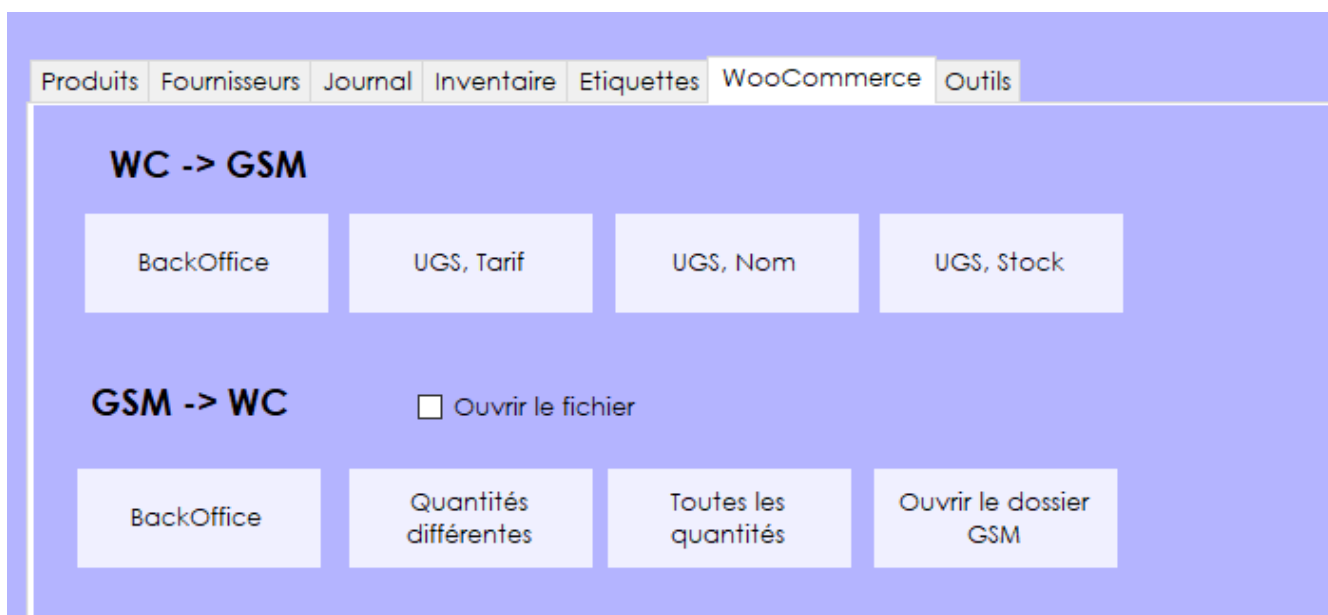 Produits Fournisseurs Journal Inventaire Etiquettes WooCommerce Outils
WC -> GSM
BackOffice
UGS, Tarif
UGS, Nom
UGS, Stock
GSM -> WC
Ouvrir le fichier
BackOffice
Quantités
différentes
Toutes les
quantités
Ouvrir le dossier
GSM